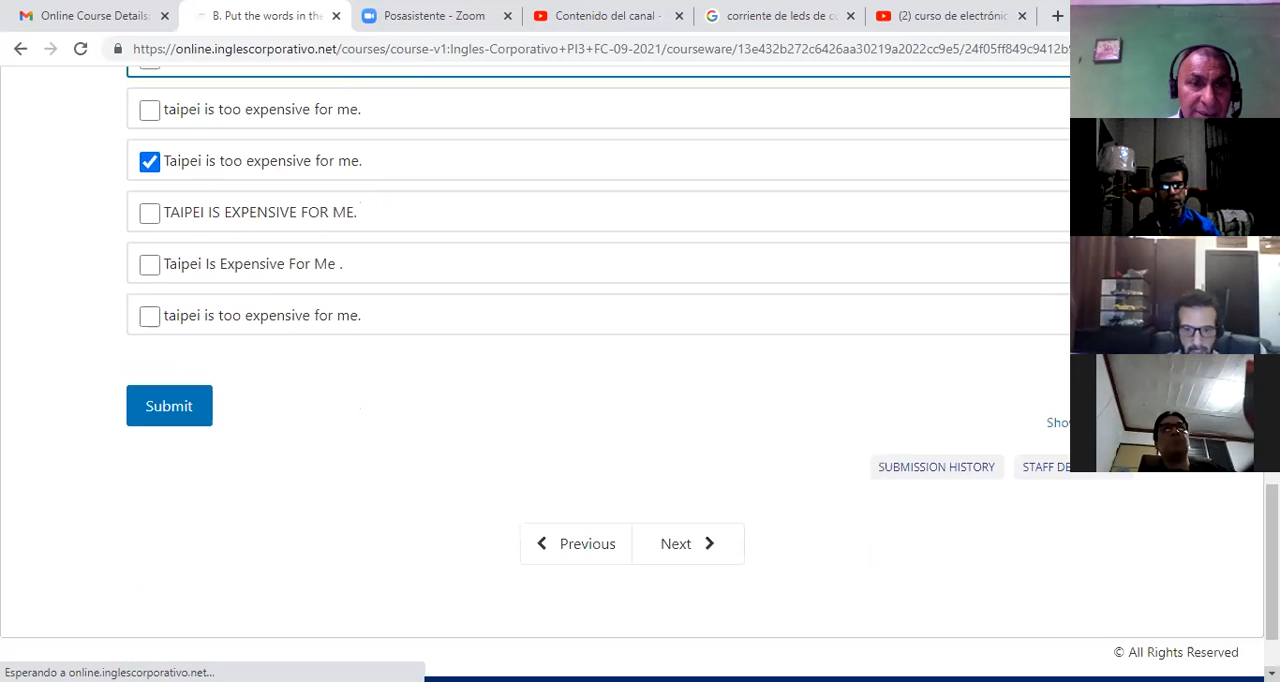 Online Course Details:
B. Put the words in the
Posasistente - Zoom
Contenido del canal -
corriente de leds de c
(2) curso de electróni
https://online.inglescorporativo.net/courses/course-v1:Ingles-Corporativo+PI3+FC-09-2021/courseware/13e432b272c6426aa30219a2022cc9e5/24f05ff849c9412b
taipei is too expensive for me.
Taipei is too expensive for me.
TAIPEI IS EXPENSIVE FOR ME.
Taipei Is Expensive For Me .
taipei is too expensive for me.
Submit
Sho
SUBMISSION HISTORY
STAFF DE
Previous
Next
© All Rights Reserved
Esperando a online.inglescorporativo.net...